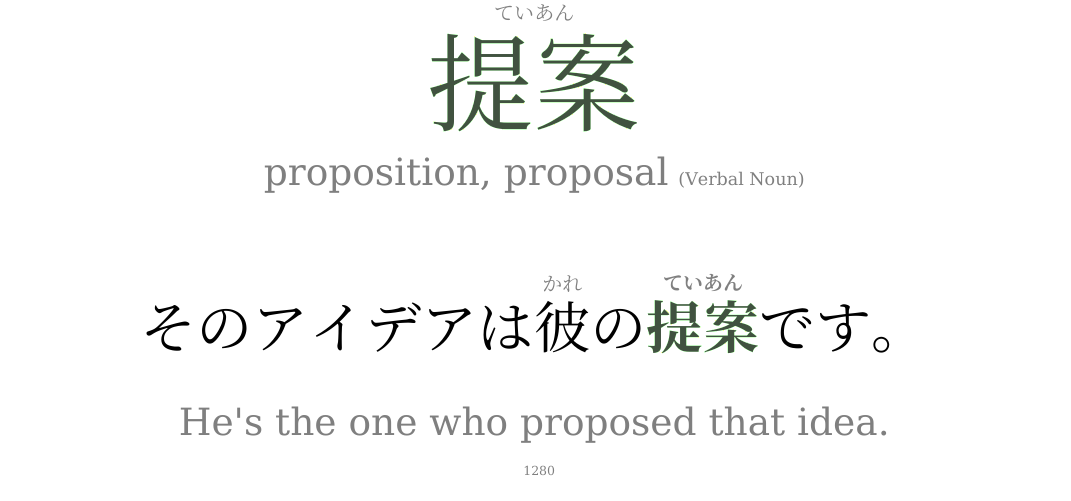 ていあん
提案
proposition, proposal (Verbal Noun)
かれ ていあん
そのアイデアは彼の提案です。
He's the one who proposed that idea.
1280